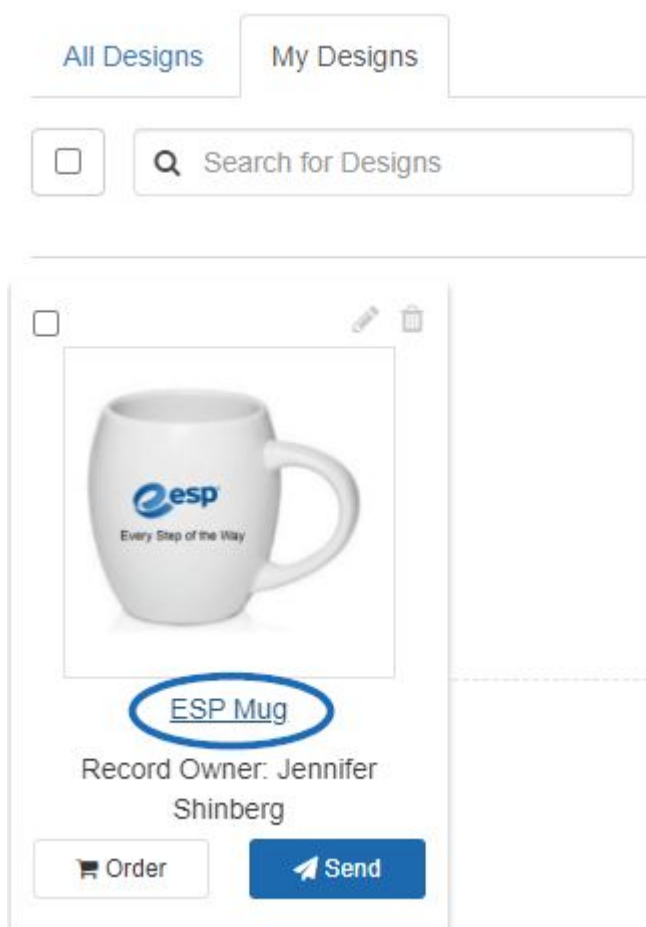 All Designs My Designs
Search for Designs
esp
Every Step of the Way
ESP Mug
Record Owner: Jennifer
Shinberg
Order Send